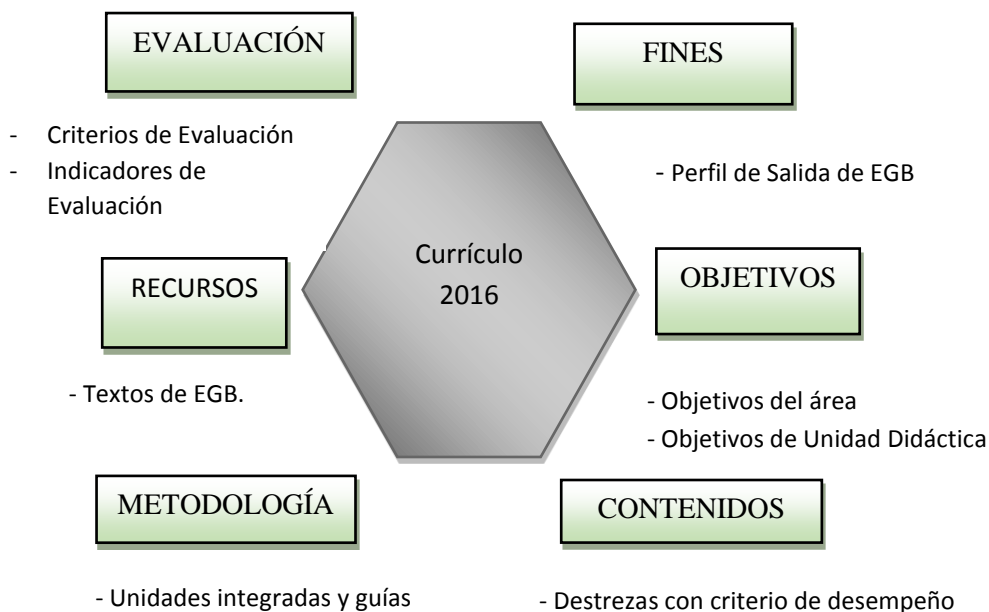 EVALUACIÓN
- Criterios de Evaluación
- Indicadores de
Evaluación
FINES
- Perfil de Salida de EGB
Currículo
2016
RECURSOS
- Textos de EGB.
OBJETIVOS
- Objetivos del área
- Objetivos de Unidad Didáctica
METODOLOGÍA
- Unidades integradas y guías
CONTENIDOS
- Destrezas con criterio de desempeño